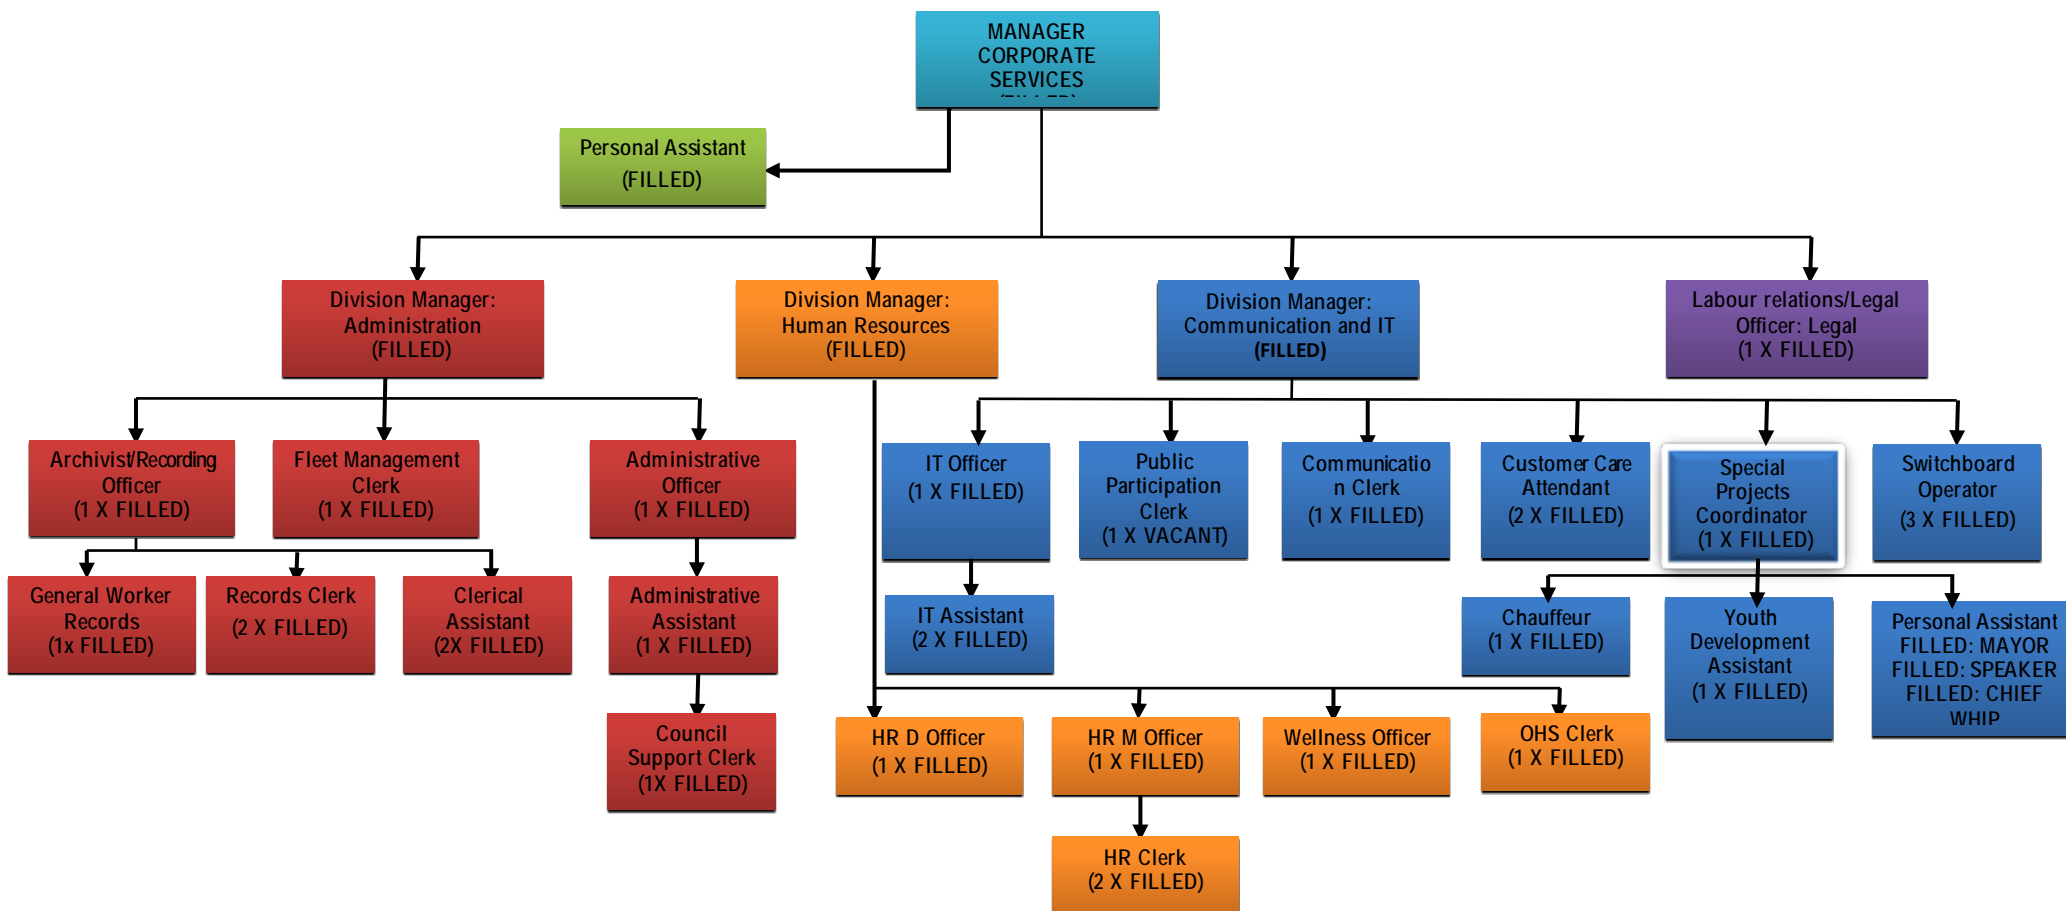 MANAGER
CORPORATE
SERVICES
(FILLED)
Personal Assistant
(FILLED)
Division Manager:
Administration
(FILLED)
Division Manager:
Human Resources
(FILLED)
Division Manager:
Communication and IT
(FILLED)
Labour relations/Legal
Officer: Legal
(1 X FILLED)
Archivist/Recording
Officer
(1 X FILLED)
Fleet Management
Clerk
(1 X FILLED)
Administrative
Officer
(1 X FILLED)
IT Officer
(1 X FILLED)
Public
Participation
Clerk
(1 X VACANT)
Communicatio
n Clerk
(1 X FILLED)
Customer Care
Attendant
(2 X FILLED)
Special
Projects
Coordinator
(1 X FILLED)
Switchboard
Operator
(3 X FILLED)
General Worker
Records
(1x FILLED)
Records Clerk
(2 X FILLED)
Clerical
Assistant
(2X FILLED)
Administrative
Assistant
(1 X FILLED)
IT Assistant
(2 X FILLED)
Chauffeur
(1 X FILLED)
Youth
Development
Assistant
(1 X FILLED)
Personal Assistant
FILLED: MAYOR
FILLED: SPEAKER
FILLED: CHIEF
WHIP
Council
Support Clerk
(1X FILLED)
HR D Officer
(1 X FILLED)
HR M Officer
(1 X FILLED)
Wellness Officer
(1 X FILLED)
OHS Clerk
(1 X FILLED)
HR Clerk
(2 X FILLED)